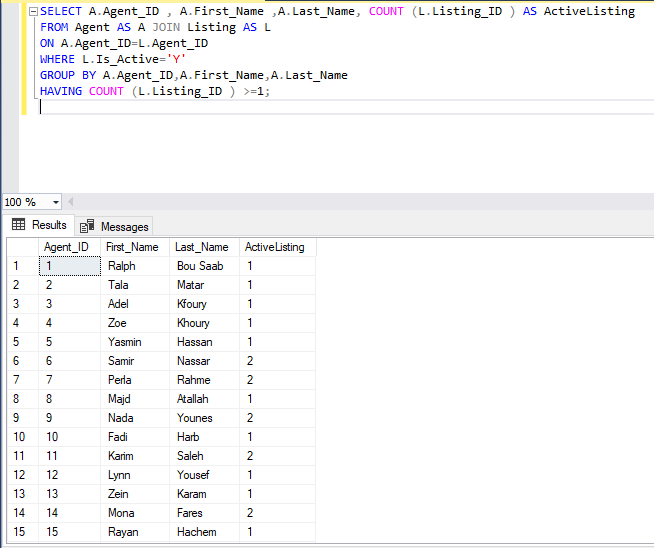 SELECT A.Agent_ID , A.First_Name ,A.Last_Name, COUNT (L.Listing_ID ) AS ActiveListing
FROM Agent AS A JOIN Listing AS L
ON A.Agent_ID=L.Agent_ID
WHERE L.Is_Active='Y'
GROUP BY A.Agent_ID,A.First_Name,A.Last_Name
HAVING COUNT (L.Listing_ID ) >=1;
100 %
Results Messages
Agent_ID First_Name Last_Name ActiveListing
1 1 Ralph Bou Saab 1
2 2 Tala Matar 1
3 3 Adel Kfoury 1
4 4 Zoe Khoury 1
5 5 Yasmin Hassan 1
6 6 Samir Nassar 2
7 7 Perla Rahme 2
8 8 Majd Atallah 1
9 9 Nada Younes 2
10 10 Fadi Harb 1
11 11 Karim Saleh 2
12 12 Lynn Yousef 1
13 13 Zein Karam 1
14 14 Mona Fares 2
15 15 Rayan Hachem 1